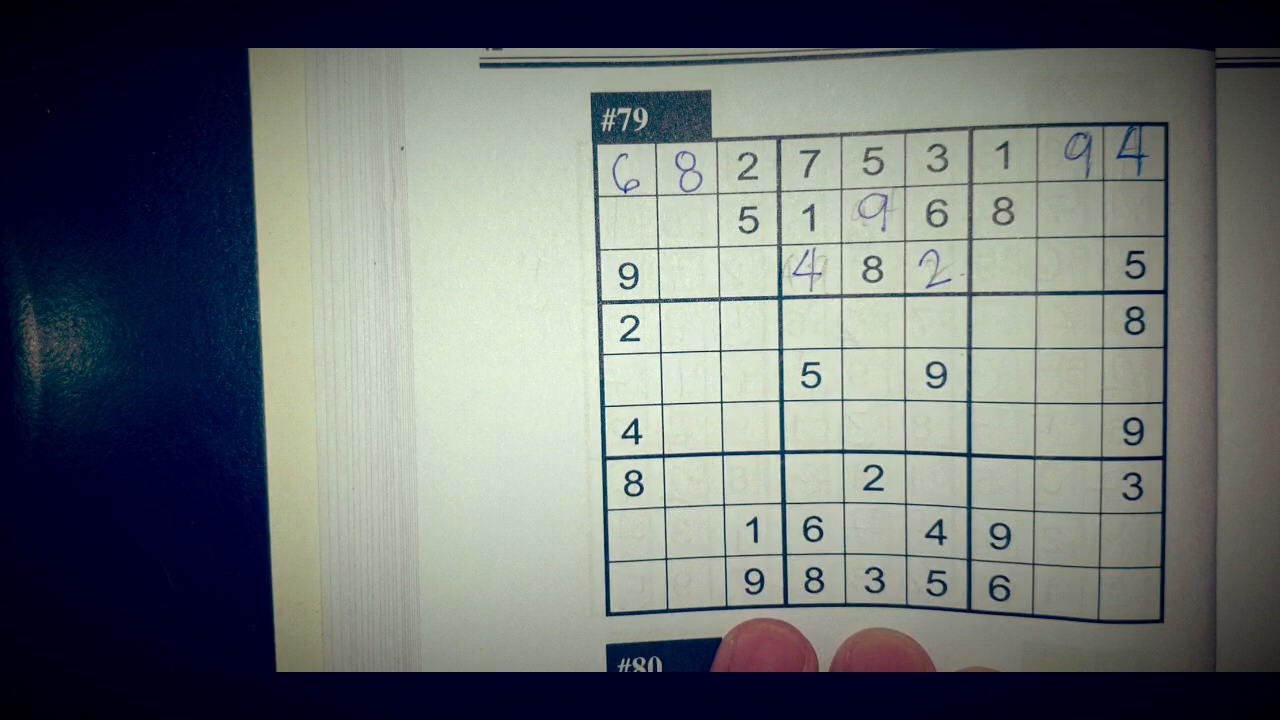 #79
6 8 2 7 5 3 1 9 4
5 1 9 6 8
9 4 8 2 5
2 8
5 9
4 9
8 2 3
1 6 4 9
9 8 3 5 6
#80